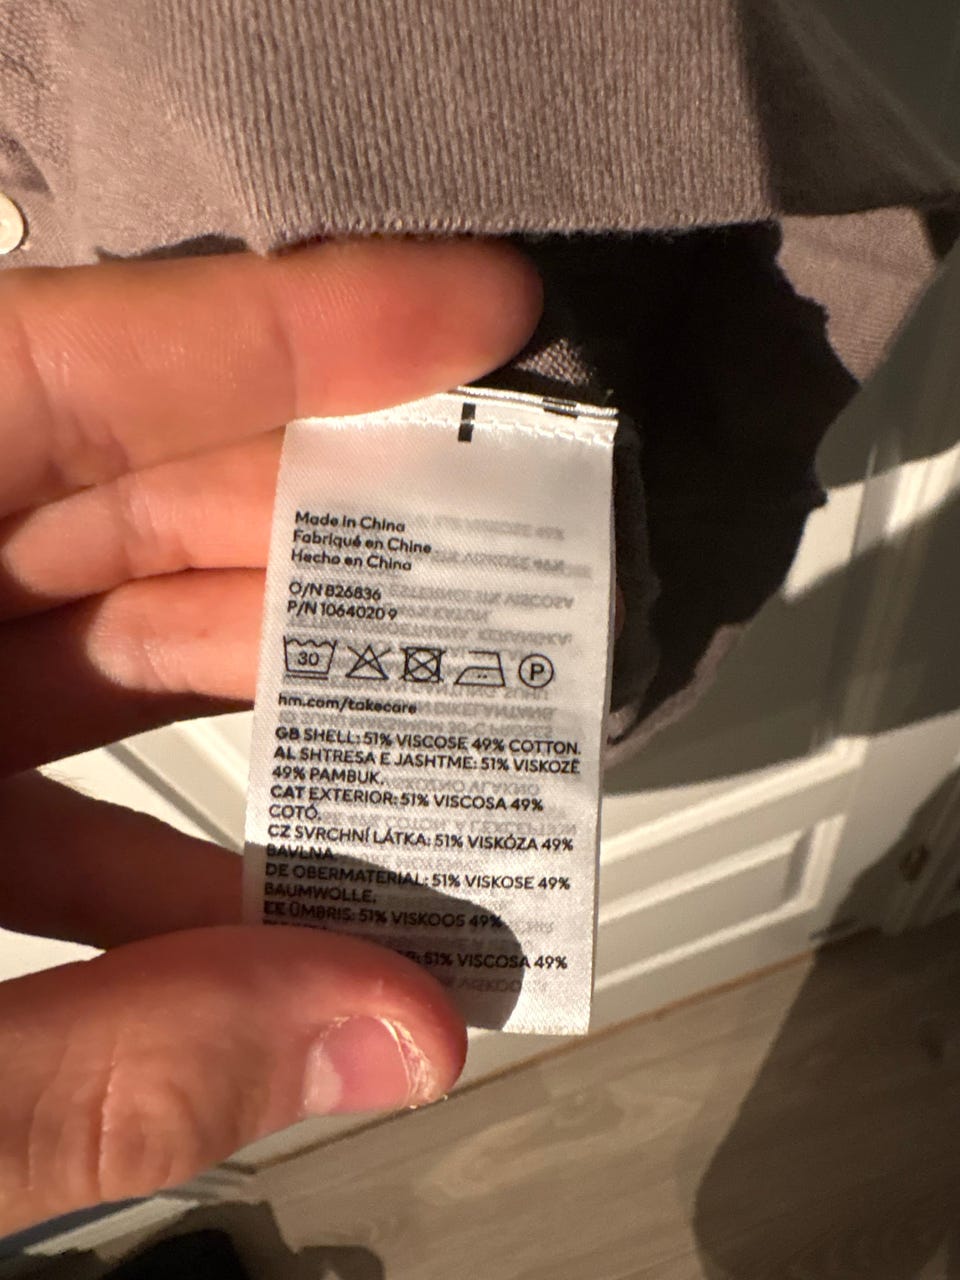 Made in China
Fabriqué en Chine
Hecho en China
O/N 826836
P/N 1064020 9
30 P
hm.com/takecare
GB SHELL: 51% VISCOSE 49% COTTON.
AL SHTRESA E JASHTME: 51% VISKOZË
49% PAMBUK.
CAT EXTERIOR: 51% VISCOSA 49%
COTÓ.
CZ SVRCHNÍ LÁTKA: 51% VISKÓZA 49%
BAVLNA.
DE OBERMATERIAL: 51% VISKOSE 49%
BAUMWOLLE.
EE ÜMBRIS: 51% VISKOOS 49%
51% VISCOSA 49%